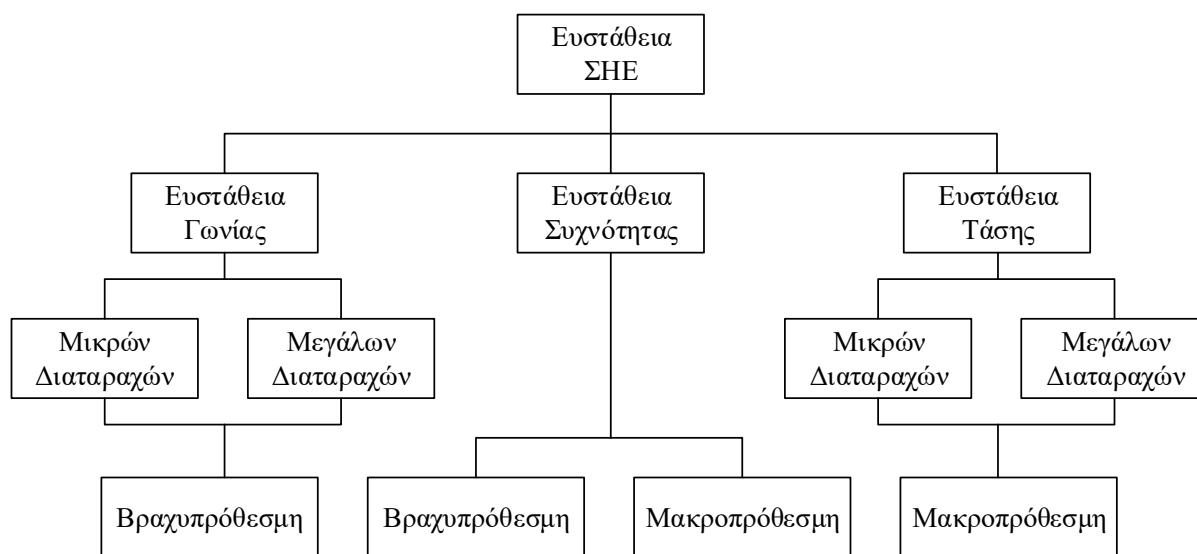 Ευστάθεια
ΣΗΕ
Ευστάθεια
Γωνίας
Ευστάθεια
Συχνότητας
Ευστάθεια
Τάσης
Μικρών
Διαταραχών
Μεγάλων
Διαταραχών
Μικρών
Διαταραχών
Μεγάλων
Διαταραχών
Βραχυπρόθεσμη
Βραχυπρόθεσμη
Μακροπρόθεσμη
Μακροπρόθεσμη